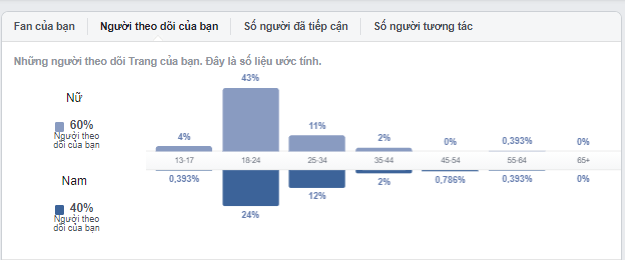 Fan của bạn
Người theo dõi của bạn
Số người đã tiếp cận
Số người tương tác
Những người theo dõi Trang của bạn. Đây là số liệu ước tính.
Nữ
60%
Người theo
dõi của bạn
4%
43%
11%
2%
0%
0,393%
0%
13-17
18-24
25-34
35-44
45-54
55-64
65+
Nam
40%
Người theo
dõi của bạn
0,393%
24%
12%
2%
0,786%
0,393%
0%